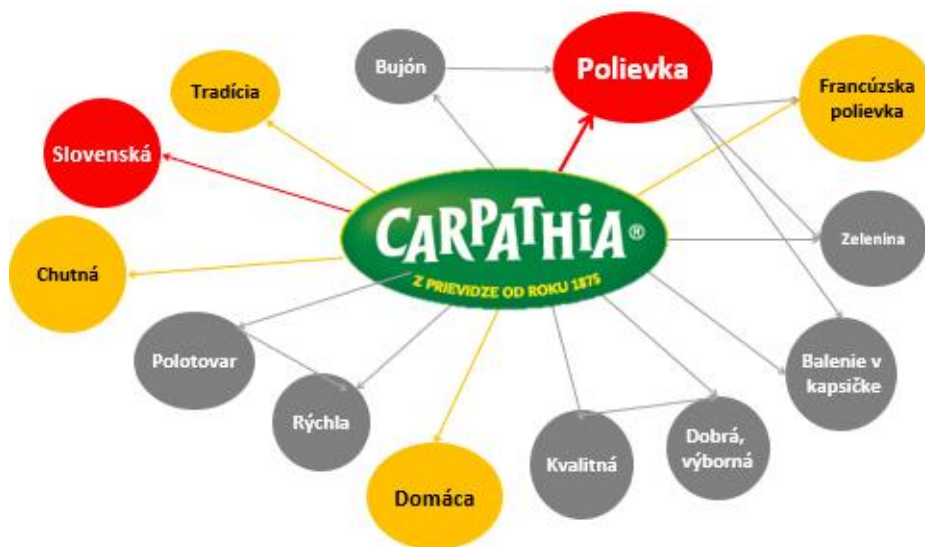 Bujón
Polievka
Tradícia
Francúzska
polievka
Slovenská
CARPATHiA®
Z PRIEVIDZE OD ROKU 1875
Zelenina
Chutná
Polotovar
Balenie v
kapsičke
Rýchla
Domáca
Kvalitná
Dobrá,
výborná